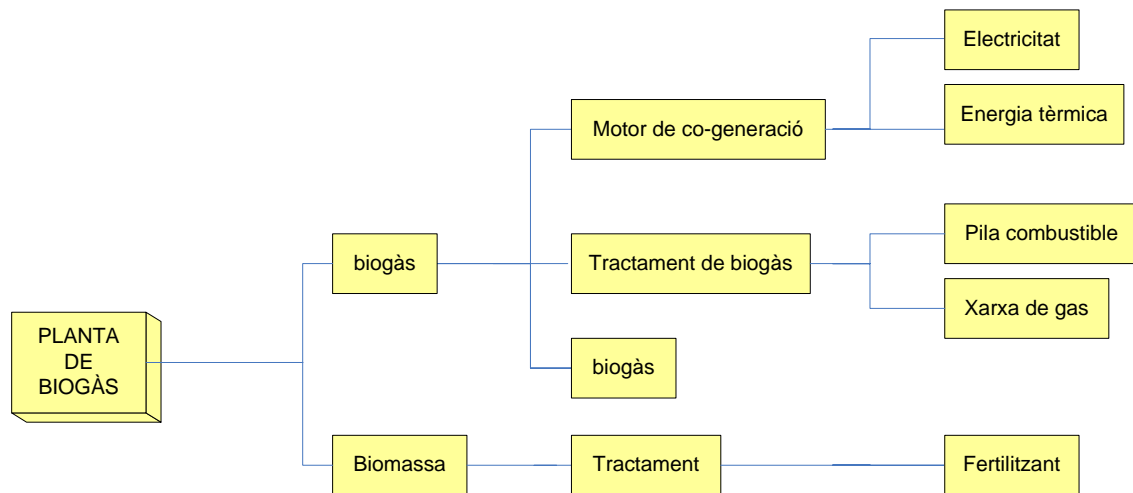 Electricitat
Motor de co-generació
Energia tèrmica
Pila combustible
biogàs
Tractament de biogàs
Xarxa de gas
PLANTA
DE
BIOGÀS
biogàs
Biomassa
Tractament
Fertilitzant